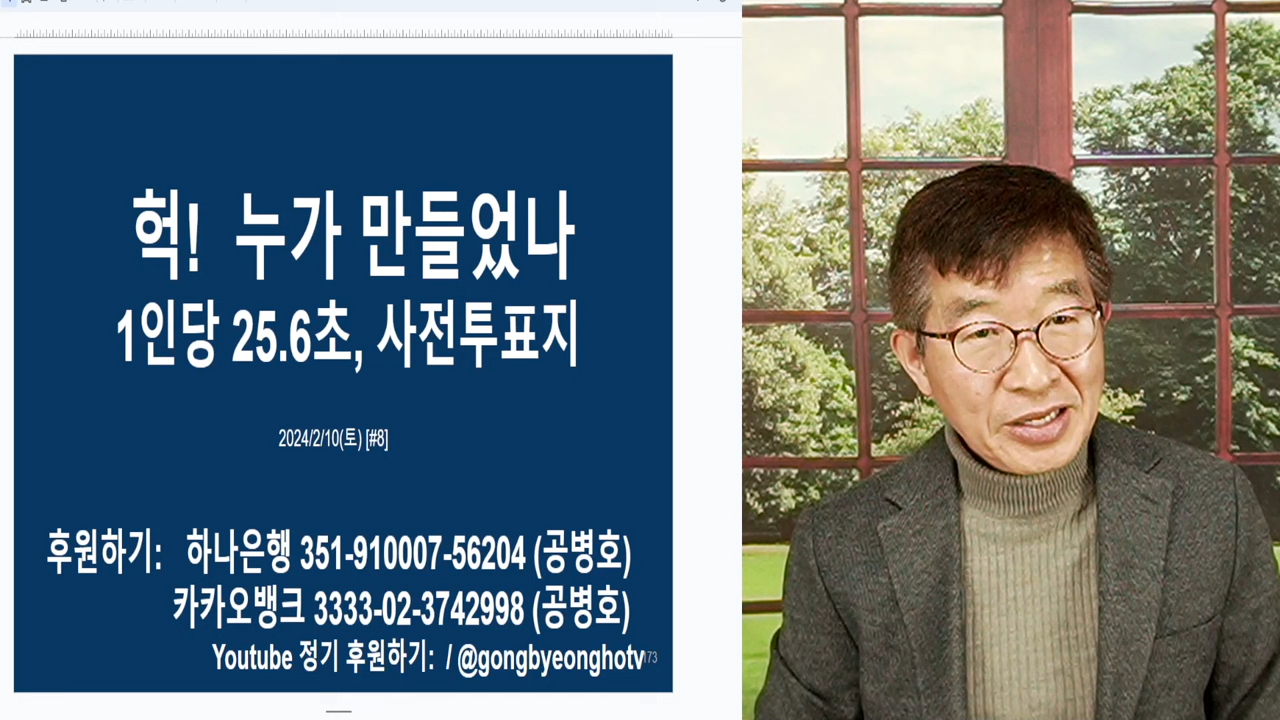 헉! 누가 만들었나
1인당 25.6초, 사전투표지
2024/2/10(토) [#8]
후원하기: 하나은행 351-910007-56204 (공병호)
카카오뱅크 3333-02-3742998 (공병호)
Youtube 정기 후원하기: / @gongbyeonghotv
173